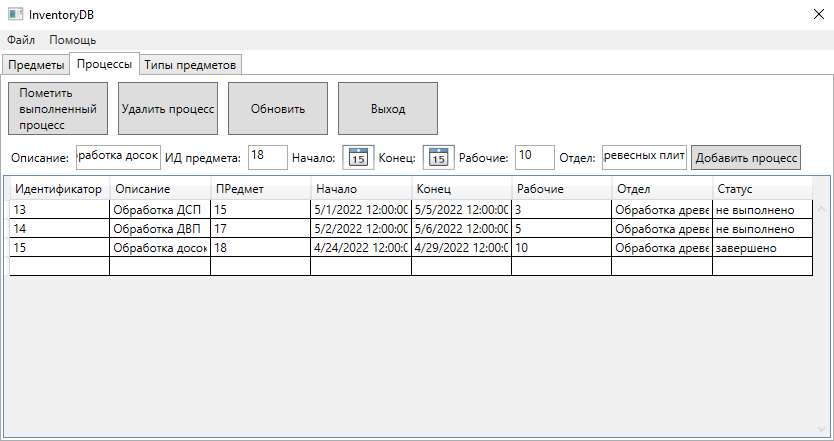 InventoryDB
Файл Помощь
Предметы Процессы Типы предметов
Пометить
выполненный
процесс
Удалить процесс
Обновить
Выход
Описание: работка досок ИД предмета: 18 Начало: 15 Конец: 15 Рабочие: 10 Отдел: ревесных плит Добавить процесс
Идентификатор Описание ПРедмет Начало Конец Рабочие Отдел Статус
13 Обработка ДСП 15 5/1/2022 12:00:00 5/5/2022 12:00:00 3 Обработка древе не выполнено
14 Обработка ДВП 17 5/2/2022 12:00:00 5/6/2022 12:00:00 5 Обработка древе не выполнено
15 Обработка досок 18 4/24/2022 12:00:0 4/29/2022 12:00:0 10 Обработка древе завершено